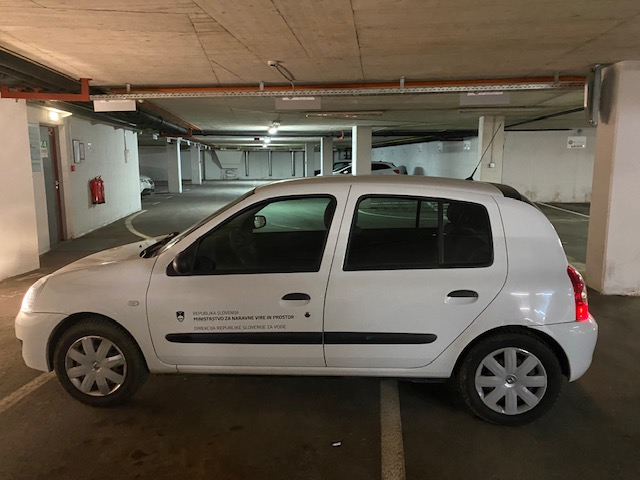 REPUBLIKA SLOVENIJA
MINISTRSTVO ZA NARAVNE VIRE IN PROSTOR
DIREKCIJA REPUBLIKE SLOVENIJE ZA VODE